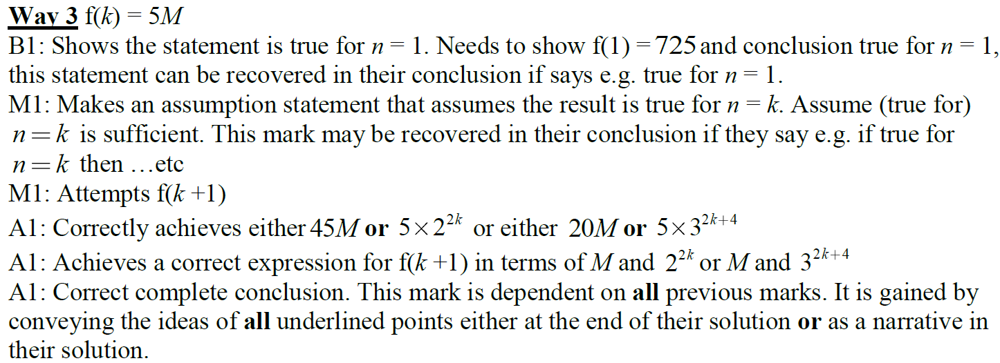 Way 3 f(k) = 5M
B1: Shows the statement is true for n = 1. Needs to show f(1) = 725 and conclusion true for n = 1,
this statement can be recovered in their conclusion if says e.g. true for n = 1.
M1: Makes an assumption statement that assumes the result is true for n = k. Assume (true for)
n = k is sufficient. This mark may be recovered in their conclusion if they say e.g. if true for
n = k then …etc
M1: Attempts f(k +1)
A1: Correctly achieves either 45M or 5×2^{2k} or either 20M or 5×3^{2k+4}
A1: Achieves a correct expression for f(k +1) in terms of M and 2^{2k} or M and 3^{2k+4}
A1: Correct complete conclusion. This mark is dependent on all previous marks. It is gained by
conveying the ideas of all underlined points either at the end of their solution or as a narrative in
their solution.